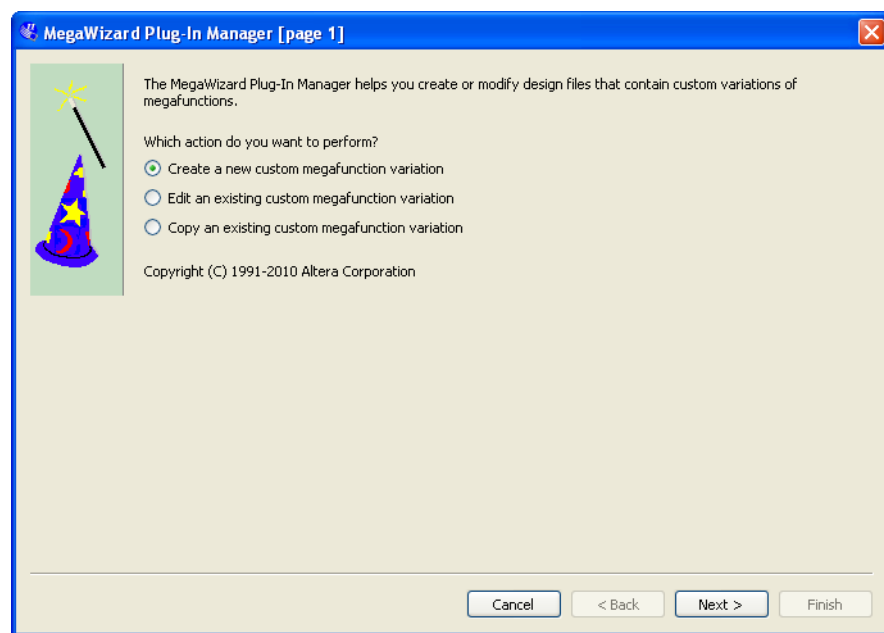 MegaWizard Plug-In Manager [page 1]
The MegaWizard Plug-In Manager helps you create or modify design files that contain custom variations of
megafunctions.
Which action do you want to perform?
Create a new custom megafunction variation
Edit an existing custom megafunction variation
Copy an existing custom megafunction variation
Copyright (C) 1991-2010 Altera Corporation
Cancel < Back Next > Finish